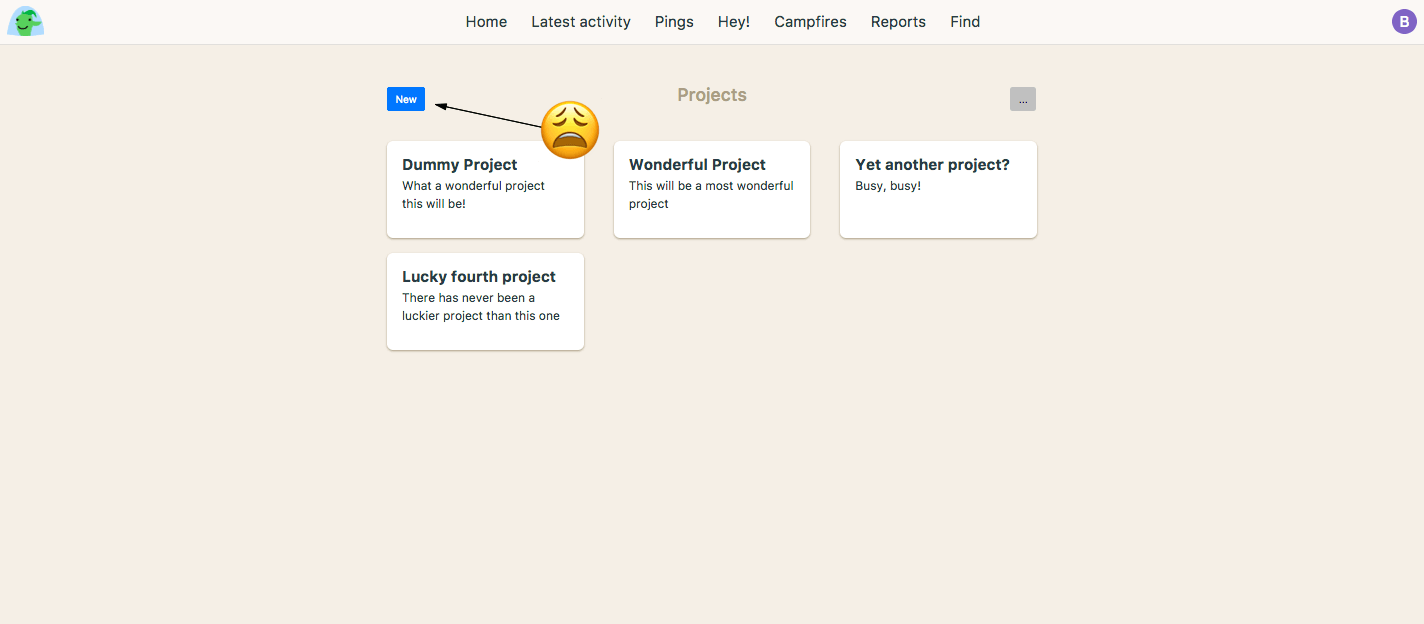 Home Latest activity Pings Hey! Campfires Reports Find B
New Projects ...
Dummy Project
What a wonderful project
this will be!
Wonderful Project
This will be a most wonderful
project
Yet another project?
Busy, busy!
Lucky fourth project
There has never been a
luckier project than this one